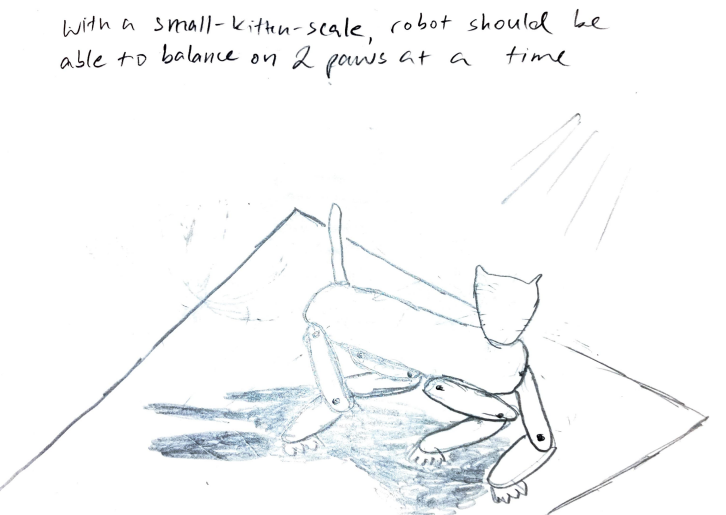 with a small-kitten-scale, robot should be
able to balance on 2 paws at a time